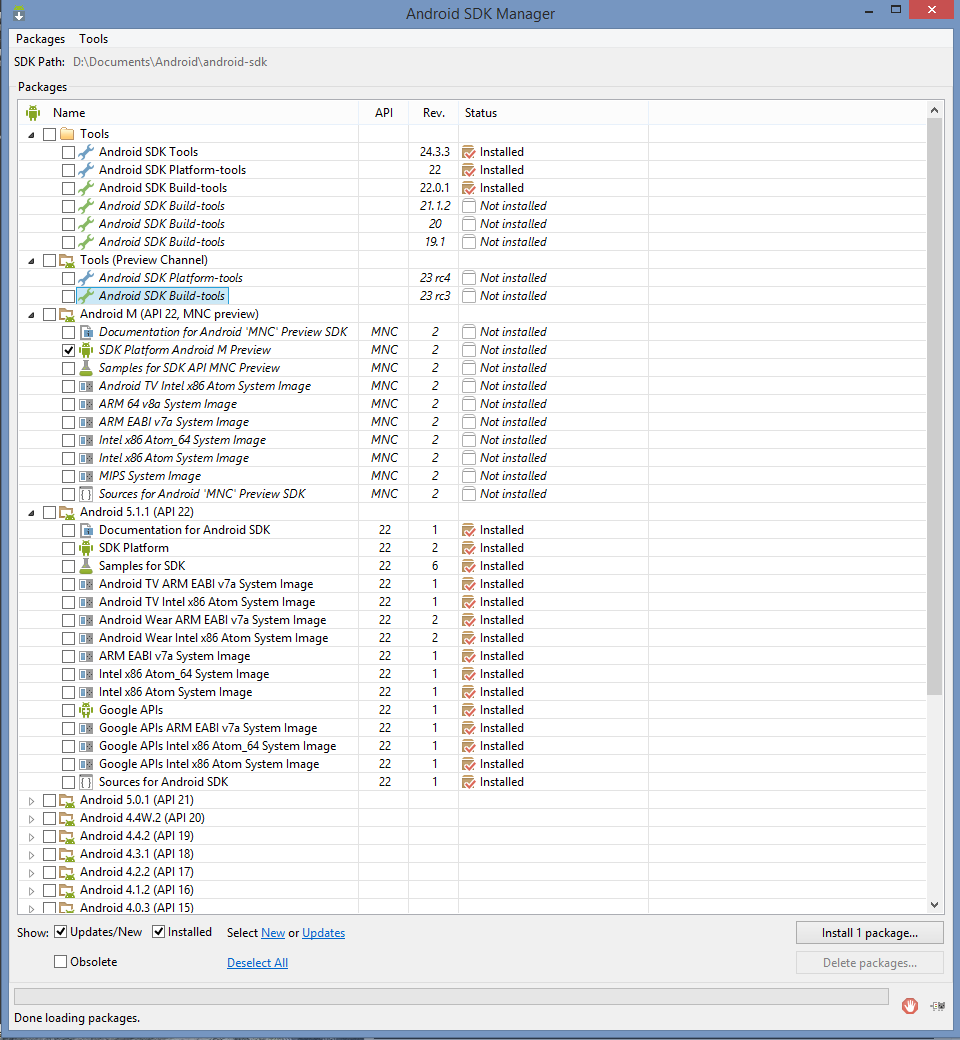 Android SDK Manager
Packages Tools
SDK Path: D:\Documents\Android\android-sdk
Packages
Name API Rev. Status
Tools
Android SDK Tools 24.3.3 Installed
Android SDK Platform-tools 22 Installed
Android SDK Build-tools 22.0.1 Installed
Android SDK Build-tools 21.1.2 Not installed
Android SDK Build-tools 20 Not installed
Android SDK Build-tools 19.1 Not installed
Tools (Preview Channel)
Android SDK Platform-tools 23 rc4 Not installed
Android SDK Build-tools 23 rc3 Not installed
Android M (API 22, MNC preview)
Documentation for Android 'MNC' Preview SDK MNC 2 Not installed
SDK Platform Android M Preview MNC 2 Not installed
Samples for SDK API MNC Preview MNC 2 Not installed
Android TV Intel x86 Atom System Image MNC 2 Not installed
ARM 64 v8a System Image MNC 2 Not installed
ARM EABI v7a System Image MNC 2 Not installed
Intel x86 Atom_64 System Image MNC 2 Not installed
Intel x86 Atom System Image MNC 2 Not installed
MIPS System Image MNC 2 Not installed
Sources for Android 'MNC' Preview SDK MNC 2 Not installed
Android 5.1.1 (API 22)
Documentation for Android SDK 22 1 Installed
SDK Platform 22 2 Installed
Samples for SDK 22 6 Installed
Android TV ARM EABI v7a System Image 22 1 Installed
Android TV Intel x86 Atom System Image 22 1 Installed
Android Wear ARM EABI v7a System Image 22 2 Installed
Android Wear Intel x86 Atom System Image 22 2 Installed
ARM EABI v7a System Image 22 1 Installed
Intel x86 Atom_64 System Image 22 1 Installed
Intel x86 Atom System Image 22 1 Installed
Google APIs 22 1 Installed
Google APIs ARM EABI v7a System Image 22 1 Installed
Google APIs Intel x86 Atom_64 System Image 22 1 Installed
Google APIs Intel x86 Atom System Image 22 1 Installed
Sources for Android SDK 22 1 Installed
Android 5.0.1 (API 21)
Android 4.4W.2 (API 20)
Android 4.4.2 (API 19)
Android 4.3.1 (API 18)
Android 4.2.2 (API 17)
Android 4.1.2 (API 16)
Android 4.0.3 (API 15)
Show: Updates/New Installed Select New or Updates Install 1 package...
Obsolete Deselect All Delete packages...
Done loading packages.